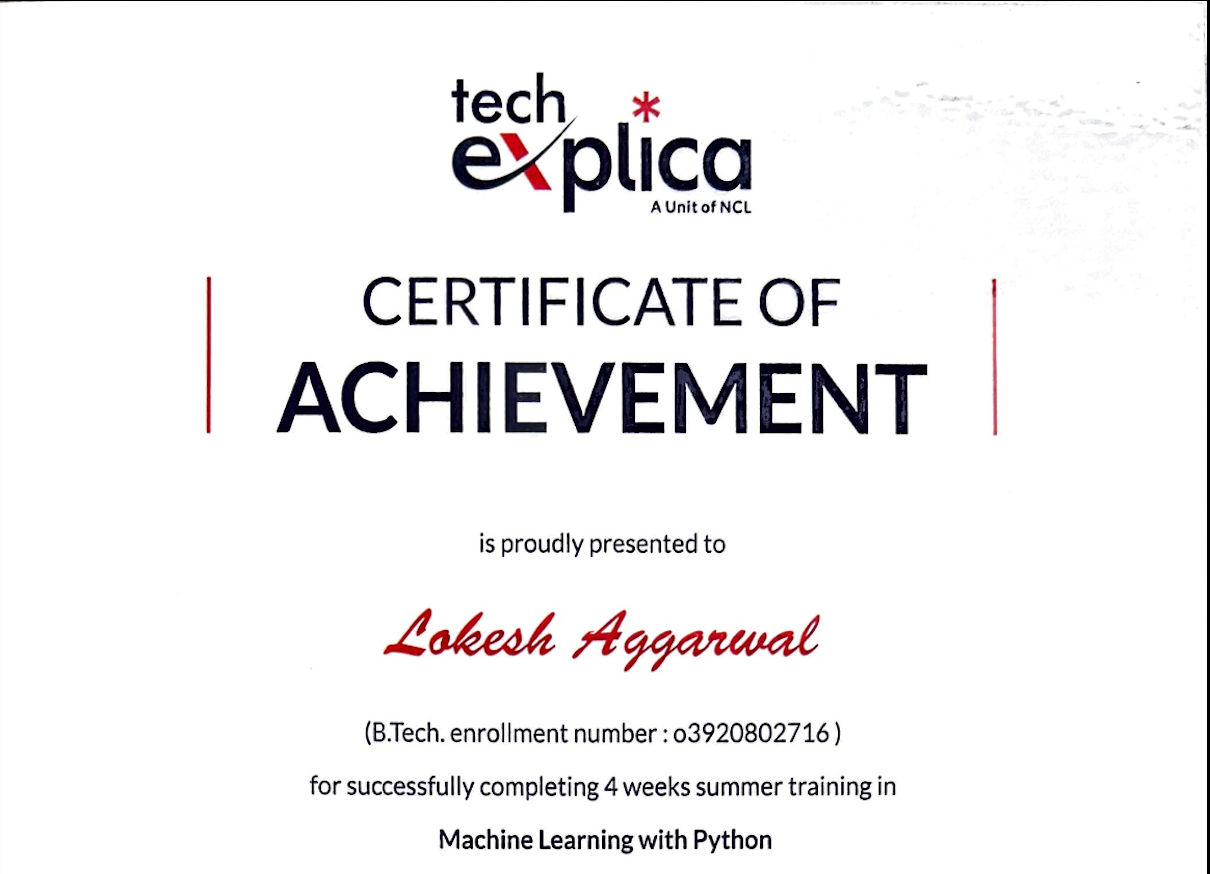 tech
explica
A Unit of NCL
CERTIFICATE OF
ACHIEVEMENT
is proudly presented to
Lokesh Aggarwal
(B.Tech. enrollment number : o3920802716 )
for successfully completing 4 weeks summer training in
Machine Learning with Python